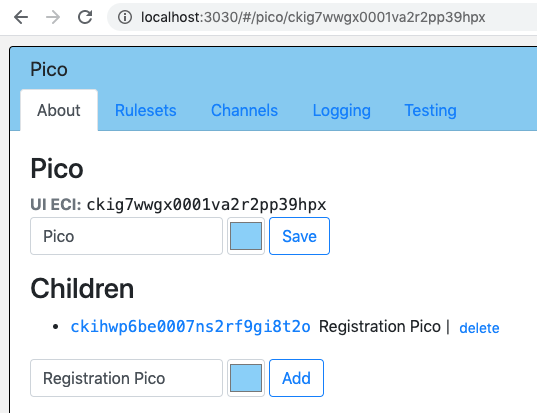 localhost:3030/#/pico/ckig7wwgx0001va2r2pp39hpx
Pico
About Rulesets Channels Logging Testing
Pico
UI ECI: ckig7wwgx0001va2r2pp39hpx
Pico Save
Children
• ckihwp6be0007ns2rf9gi8t2o Registration Pico | delete
Registration Pico Add